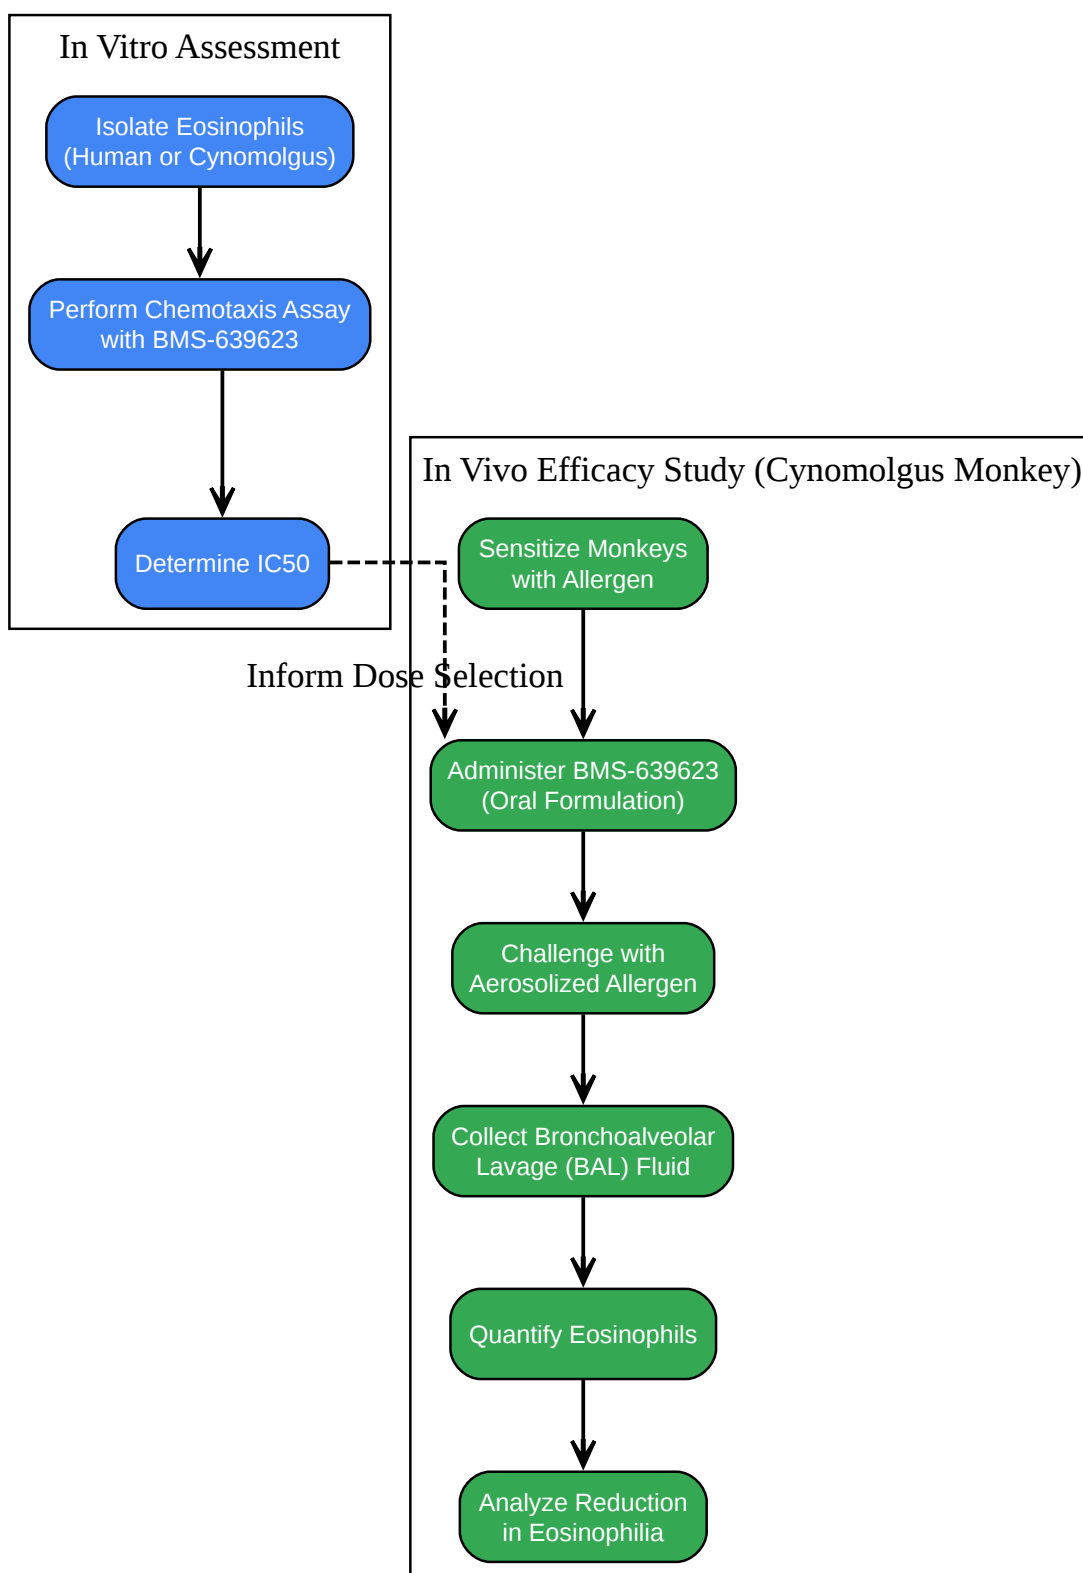 In Vitro Assessment
Isolate Eosinophils
(Human or Cynomolgus)
Perform Chemotaxis Assay
with BMS-639623
Determine IC50
Inform Dose Selection
In Vivo Efficacy Study (Cynomolgus Monkey)
Sensitize Monkeys
with Allergen
Administer BMS-639623
(Oral Formulation)
Challenge with
Aerosolized Allergen
Collect Bronchoalveolar
Lavage (BAL) Fluid
Quantify Eosinophils
Analyze Reduction
in Eosinophilia